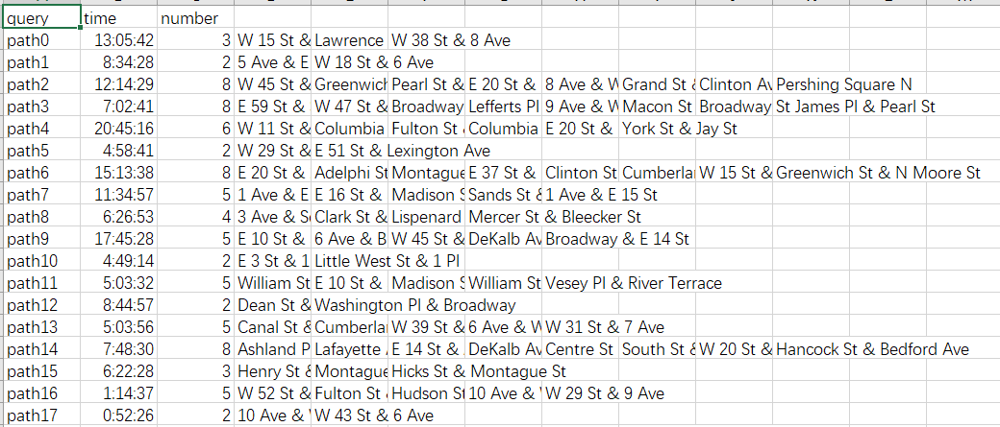 query time number
path0 13:05:42 3 W 15 St & Lawrence W 38 St & 8 Ave
path1 8:34:28 2 5 Ave & E W 18 St & 6 Ave
path2 12:14:29 8 W 45 St & Greenwich Pearl St & E 20 St & 8 Ave & W Grand St & Clinton Av Pershing Square N
path3 7:02:41 8 E 59 St & W 47 St & Broadway Lefferts Pl 9 Ave & W Macon St Broadway St James Pl & Pearl St
path4 20:45:16 6 W 11 St & Columbia Fulton St Columbia E 20 St & York St & Jay St
path5 4:58:41 2 W 29 St & E 51 St & Lexington Ave
path6 15:13:38 8 E 20 St & Adelphi St Montague E 37 St & Clinton St Cumberla W 15 St & Greenwich St & N Moore St
path7 11:34:57 5 1 Ave & E E 16 St & Madison S Sands St & 1 Ave & E 15 St
path8 6:26:53 4 3 Ave & S Clark St & Lispenard Mercer St & Bleecker St
path9 17:45:28 5 E 10 St & 6 Ave & B W 45 St & DeKalb Av Broadway & E 14 St
path10 4:49:14 2 E 3 St & 1 Little West St & 1 Pl
path11 5:03:32 5 William St E 10 St & Madison S William St Vesey Pl & River Terrace
path12 8:44:57 2 Dean St & Washington Pl & Broadway
path13 5:03:56 5 Canal St & Cumberla W 39 St & 6 Ave & W W 31 St & 7 Ave
path14 7:48:30 8 Ashland P Lafayette E 14 St & DeKalb Av Centre St South St & W 20 St & Hancock St & Bedford Ave
path15 6:22:28 3 Henry St & Montague Hicks St & Montague St
path16 1:14:37 5 W 52 St & Fulton St Hudson St 10 Ave & W 29 St & 9 Ave
path17 0:52:26 2 10 Ave & W 43 St & 6 Ave